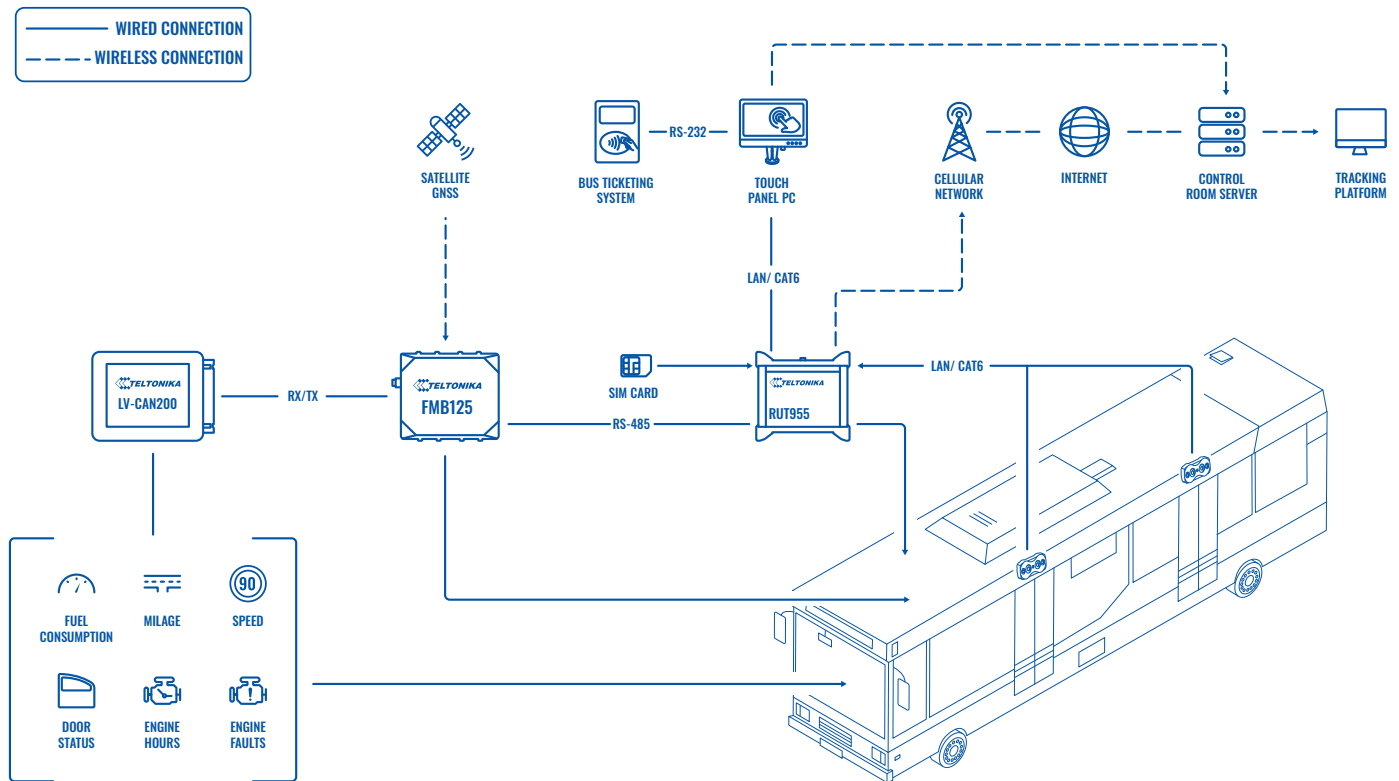 WIRED CONNECTION
WIRELESS CONNECTION
SATELLITE
GNSS
BUS TICKETING
SYSTEM
RS-232
TOUCH
PANEL PC
CELLULAR
NETWORK
INTERNET
CONTROL
ROOM SERVER
TRACKING
PLATFORM
LAN/ CAT6
TELTONIKA
LV-CAN200
RX/TX
TELTONIKA
FMB125
SIM CARD
RS-485
TELTONIKA
RUT955
LAN/ CAT6
FUEL
CONSUMPTION
MILAGE
90
SPEED
DOOR
STATUS
ENGINE
HOURS
ENGINE
FAULTS